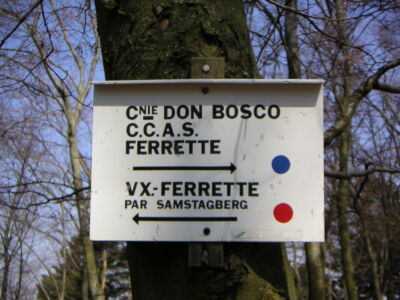 CNIE DON BOSCO
C.C.A.S.
FERRETTE
VX.-FERRETTE
PAR SAMSTAGBERG